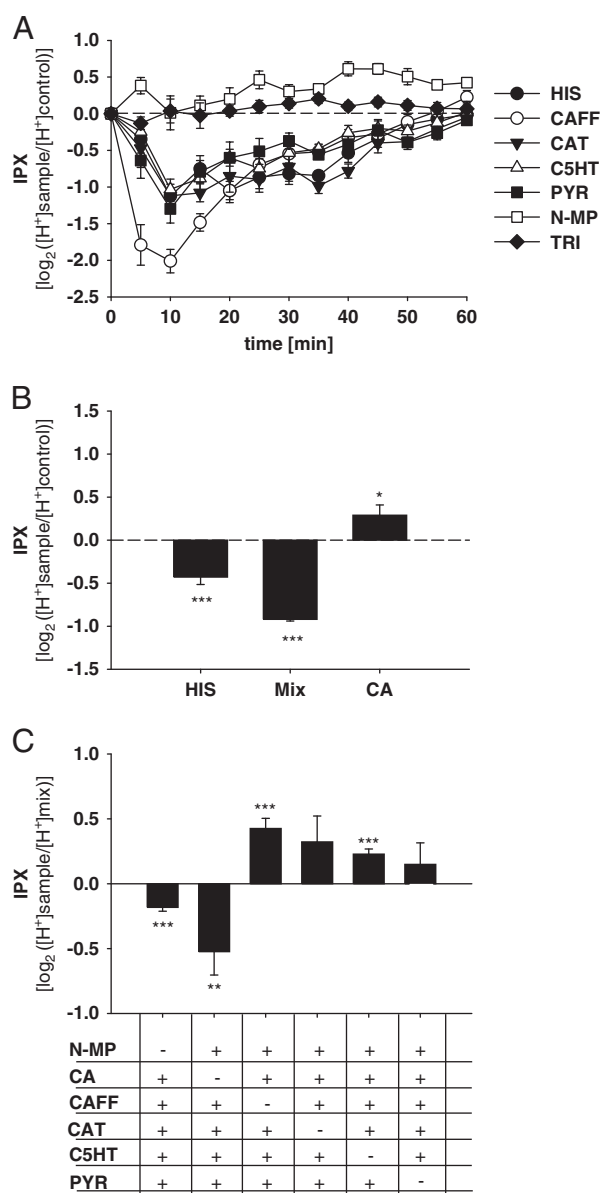 A
1.0
0.5
0.0
-0.5
-1.0
-1.5
-2.0
-2.5
IPX
[log2 ([H+]sample/[H+]control)]
0 10 20 30 40 50 60
time [min]
HIS
CAFF
CAT
C5HT
PYR
N-MP
TRI
B
1.5
1.0
0.5
0.0
-0.5
-1.0
-1.5
IPX
[log2 ([H+]sample/[H+]control)]
***
***
*
HIS Mix CA
C
1.0
0.5
0.0
-0.5
-1.0
IPX
[log2 ([H+]sample/[H+]mix)]
***
**
***
***
N-MP - + + + + +
CA + - + + + +
CAFF + + - + + +
CAT + + + - + +
C5HT + + + + - +
PYR + + + + + -